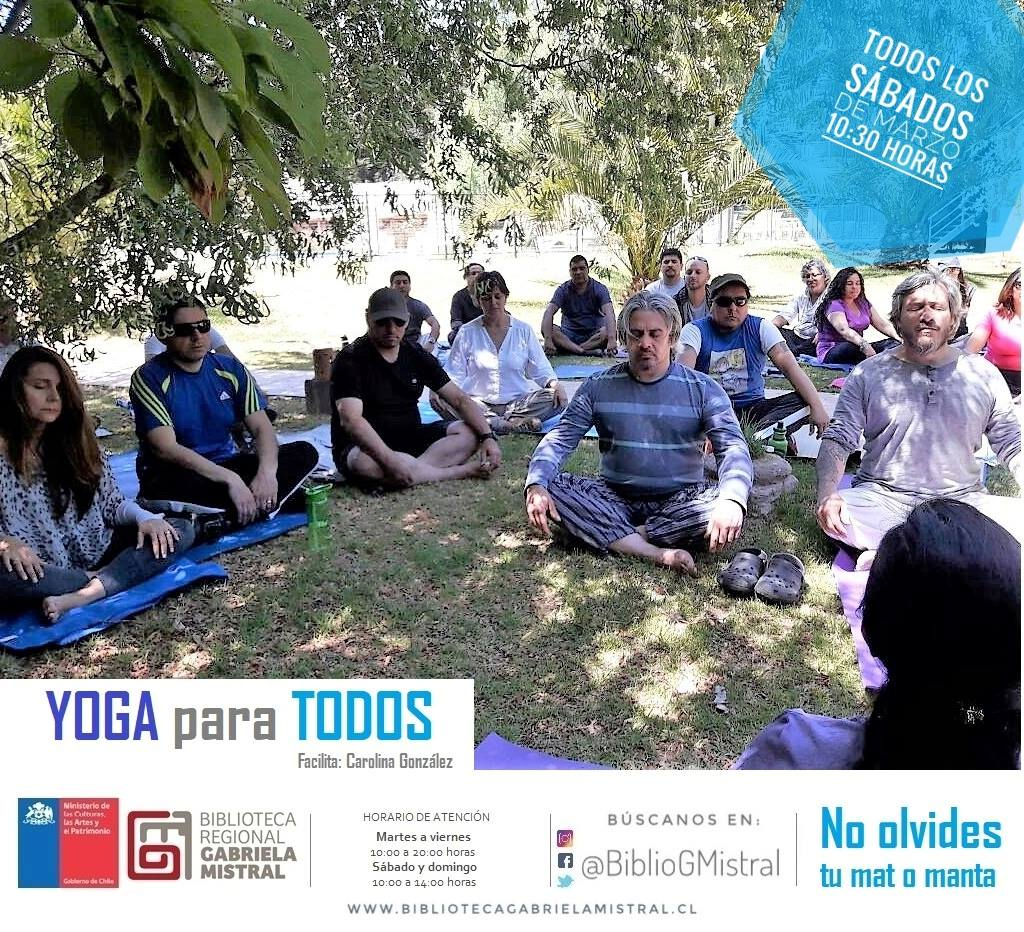 TODOS LOS
SÁBADOS
DE MARZO
10:30 HORAS
YOGA para TODOS
Facilita: Carolina González
Ministerio de
las Culturas,
las Artes y
el Patrimonio
Gobierno de Chile
BIBLIOTECA
REGIONAL
GABRIELA
MISTRAL
HORARIO DE ATENCIÓN
Martes a viernes
10:00 a 20:00 horas
Sábado y domingo
10:00 a 14:00 horas
BÚSCANOS EN:
@BiblioGMistral
No olvides
tu mat o manta
WWW.BIBLIOTECAGABRIELAMISTRAL.CL